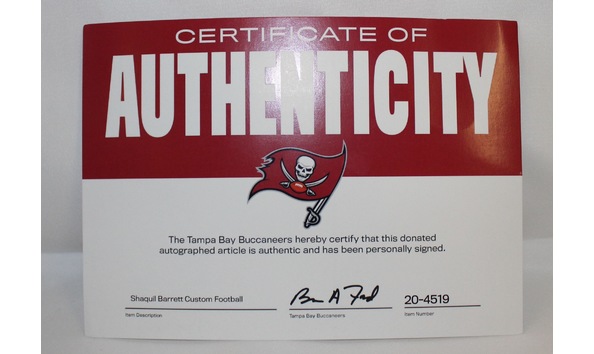 CERTIFICATE OF
AUTHENTICITY
The Tampa Bay Buccaneers hereby certify that this donated
autographed article is authentic and has been personally signed.
Shaquil Barrett Custom Football
20-4519
Item Description
Tampa Bay Buccaneers
Item Number